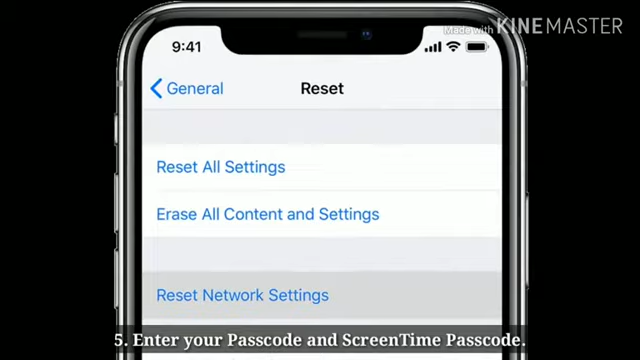 9:41
Made with KINEMASTER
General
Reset
Reset All Settings
Erase All Content and Settings
Reset Network Settings
5. Enter your Passcode and ScreenTime Passcode.